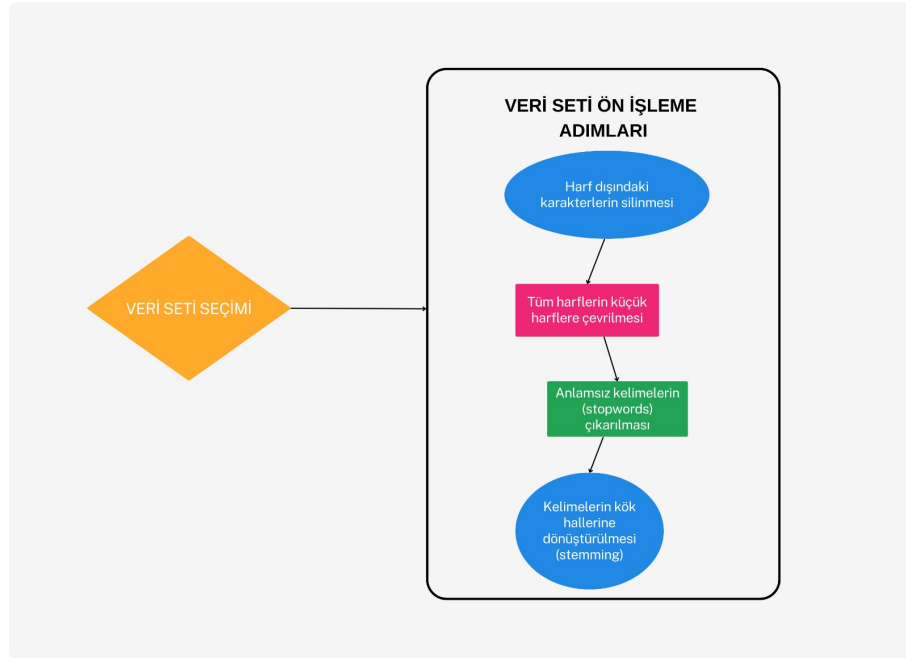 VERİ SETİ ÖN İŞLEME
ADIMLARI
Harf dışındaki
karakterlerin silinmesi
VERİ SETİ SEÇİMİ
Tüm harflerin küçük
harflere çevrilmesi
Anlamsız kelimelerin
(stopwords)
çıkarılması
Kelimelerin kök
hallerine
dönüştürülmesi
(stemming)